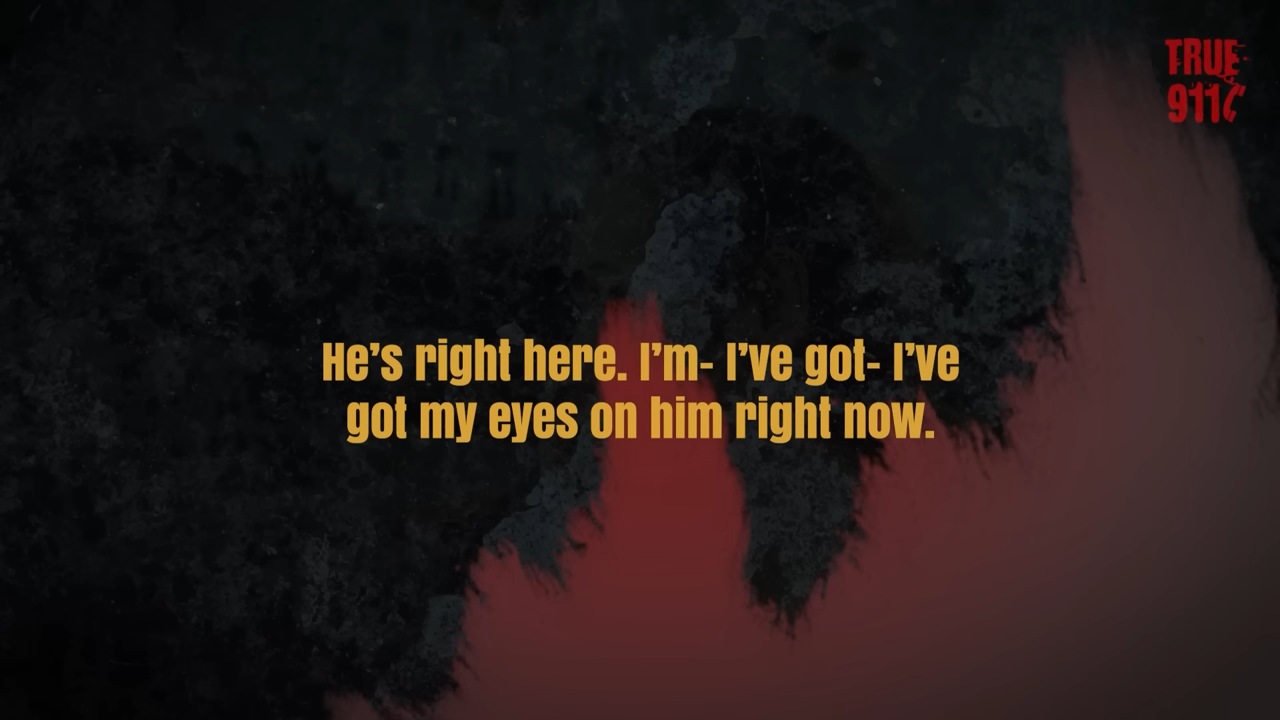 TRUE
911
He's right here. I'm- I've got- I've
got my eyes on him right now.